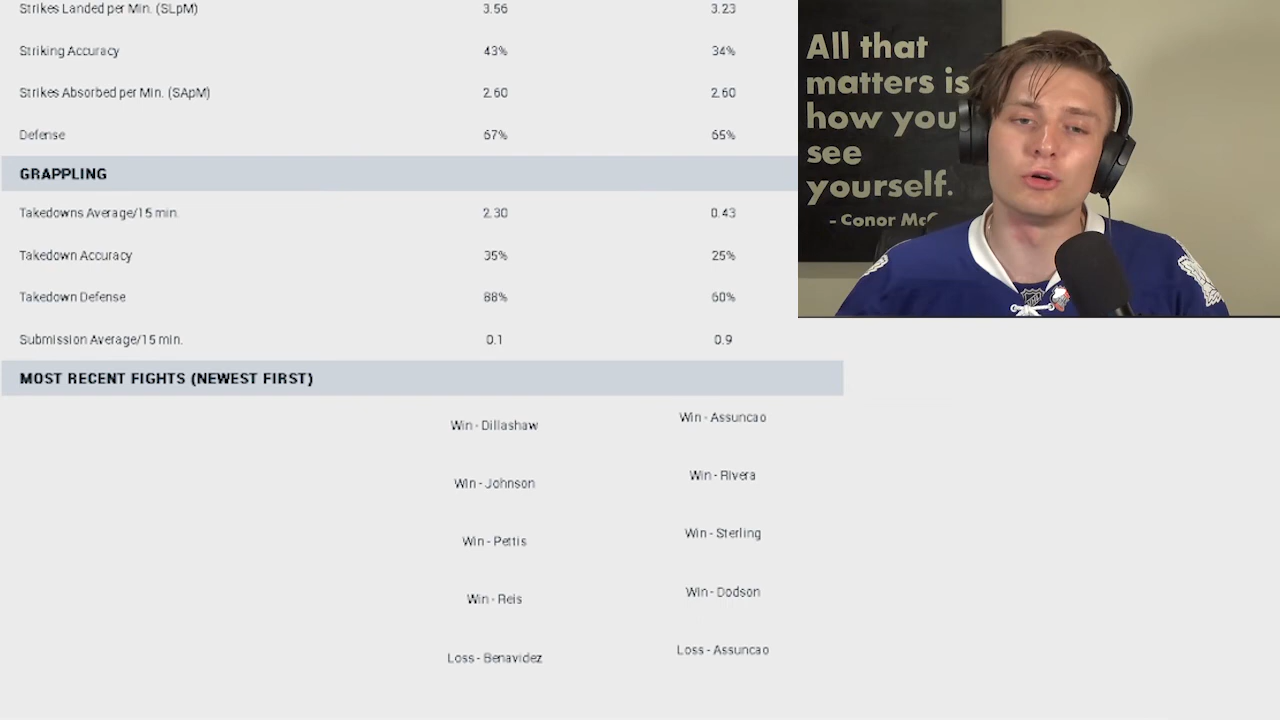 Strikes Landed per Min. (SLpM) 3.56 3.23
Striking Accuracy 43% 34%
Strikes Absorbed per Min. (SApM) 2.60 2.60
Defense 67% 65%
GRAPPLING
Takedowns Average/15 min. 2.30 0.43
Takedown Accuracy 35% 25%
Takedown Defense 88% 60%
Submission Average/15 min. 0.1 0.9
MOST RECENT FIGHTS (NEWEST FIRST)
Win - Dillashaw Win - Assuncao
Win - Johnson Win - Rivera
Win - Pettis Win - Sterling
Win - Reis Win - Dodson
Loss - Benavidez Loss - Assuncao
All that
matters is
how you
see
yourself.
- Conor McG